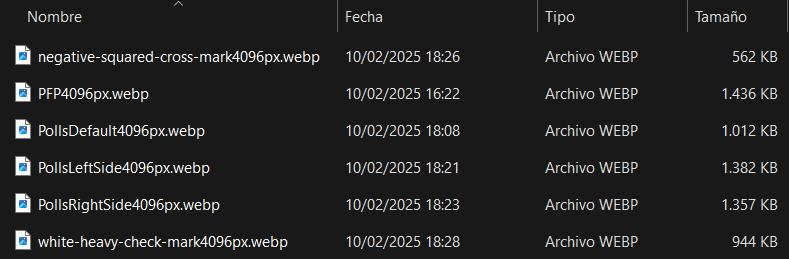 Nombre Fecha Tipo Tamaño
negative-squared-cross-mark4096px.webp 10/02/2025 18:26 Archivo WEBP 562 KB
PFP4096px.webp 10/02/2025 16:22 Archivo WEBP 1.436 KB
PollsDefault4096px.webp 10/02/2025 18:08 Archivo WEBP 1.012 KB
PollsLeftSide4096px.webp 10/02/2025 18:21 Archivo WEBP 1.382 KB
PollsRightSide4096px.webp 10/02/2025 18:23 Archivo WEBP 1.357 KB
white-heavy-check-mark4096px.webp 10/02/2025 18:28 Archivo WEBP 944 KB